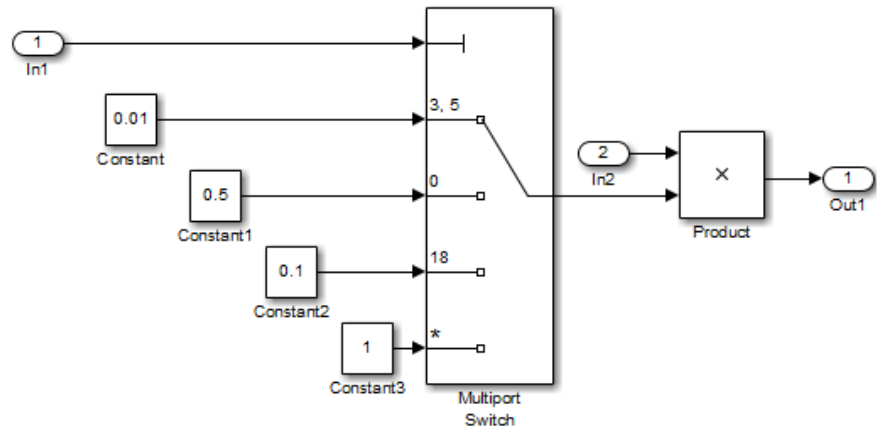 1
In1
0.01
Constant
3, 5
0.5
Constant1
0
0.1
Constant2
18
1
Constant3
*
Multiport
Switch
2
In2
×
Product
1
Out1